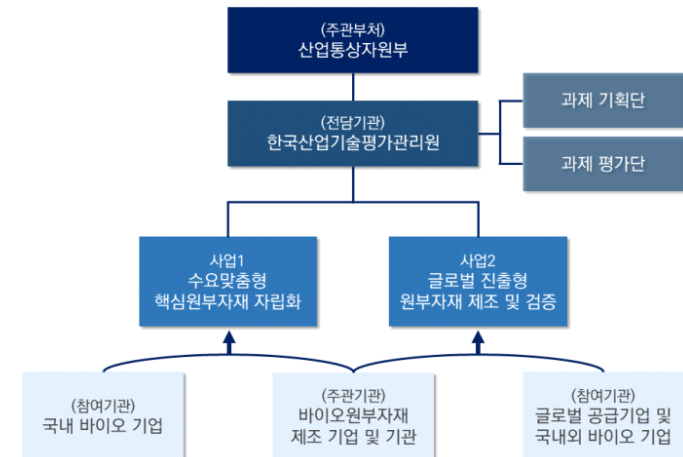 (주관부처)
산업통상자원부
(전담기관)
한국산업기술평가관리원
과제 기획단
과제 평가단
사업1
수요맞춤형
핵심원부자재 자립화
사업2
글로벌 진출형
원부자재 제조 및 검증
(참여기관)
국내 바이오 기업
(주관기관)
바이오원부자재
제조 기업 및 기관
(참여기관)
글로벌 공급기업 및
국내외 바이오 기업